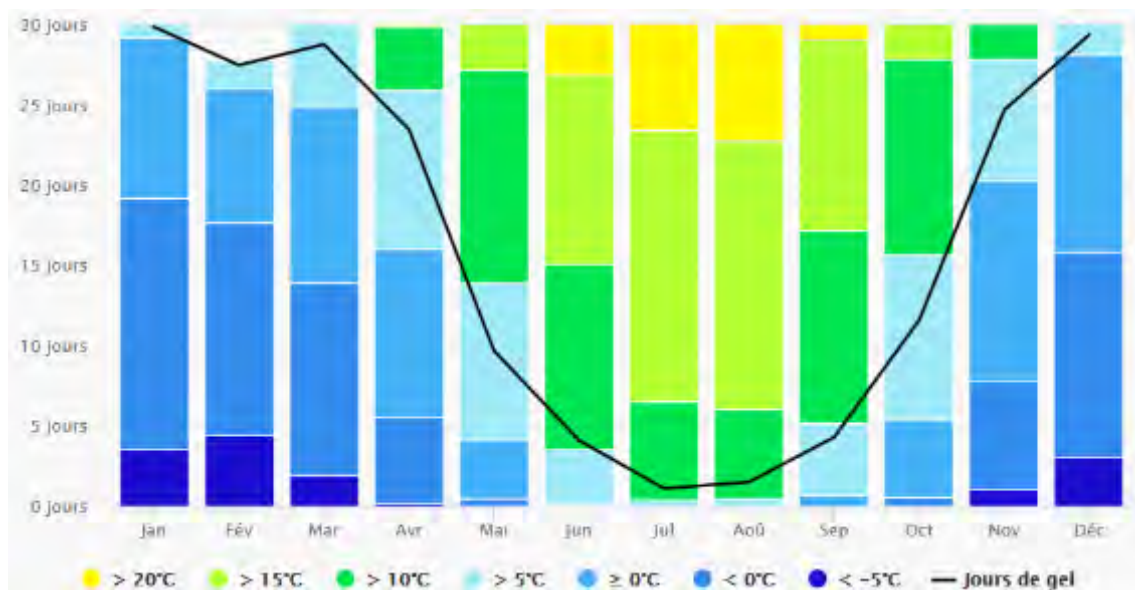 30 jours
25 jours
20 jours
15 jours
10 jours
5 jours
0 jours
Jan Fév Mar Avr Mai Jun Jul Aoû Sep Oct Nov Déc
> 20°C > 15°C > 10°C > 5°C ≥ 0°C < 0°C < -5°C Jours de gel